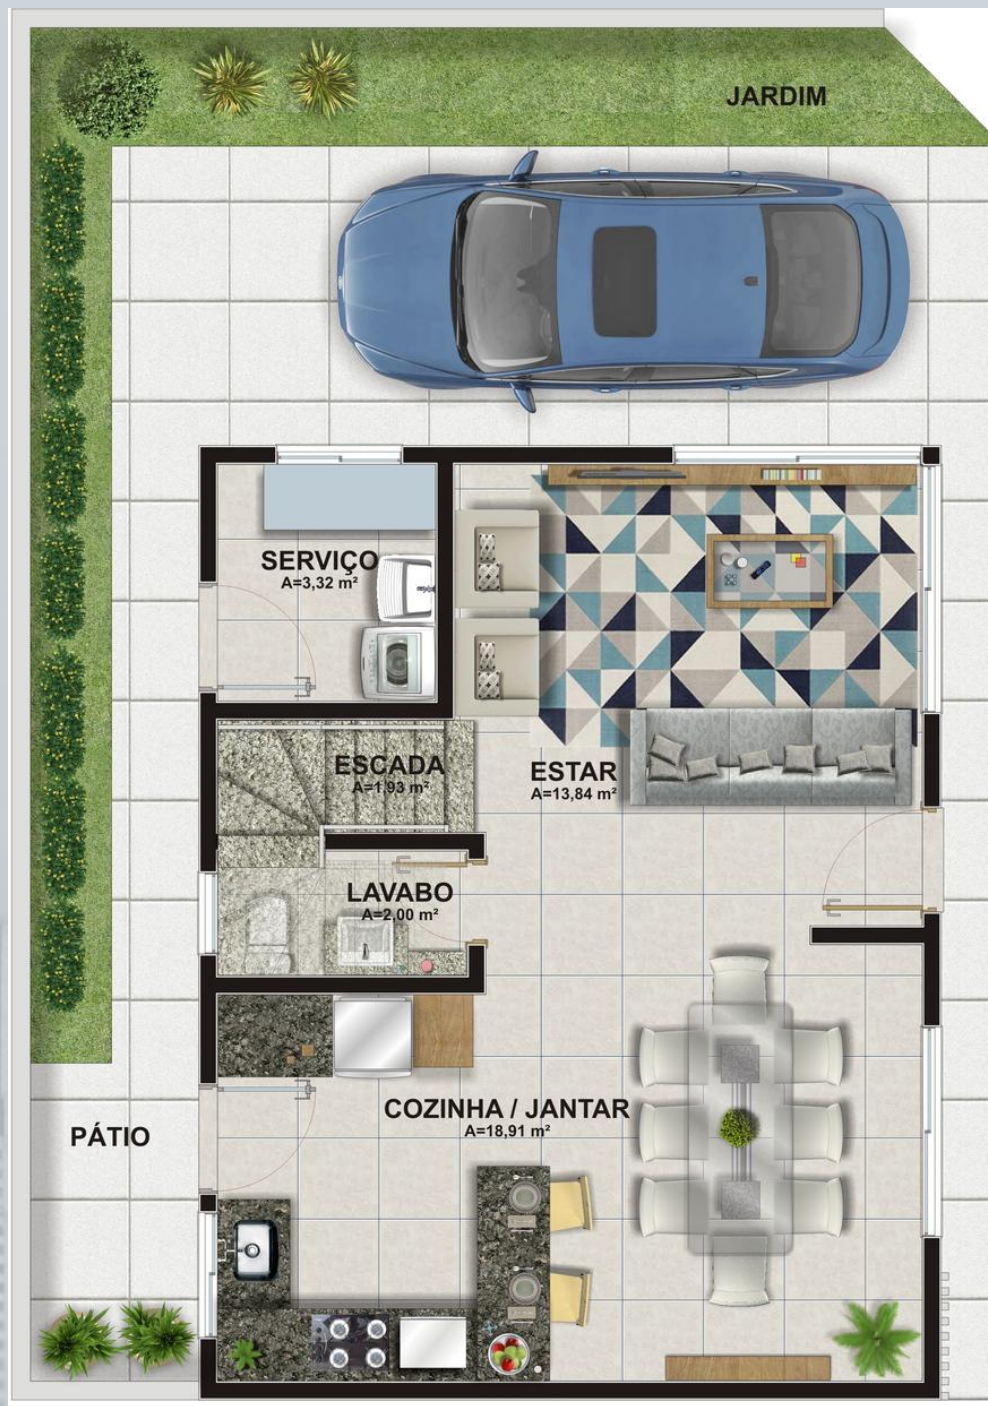 JARDIM
SERVIÇO
A=3,32 m²
ESCADA
A=1,93 m²
ESTAR
A=13,84 m²
LAVABO
A=2,00 m²
COZINHA / JANTAR
A=18,91 m²
PÁTIO